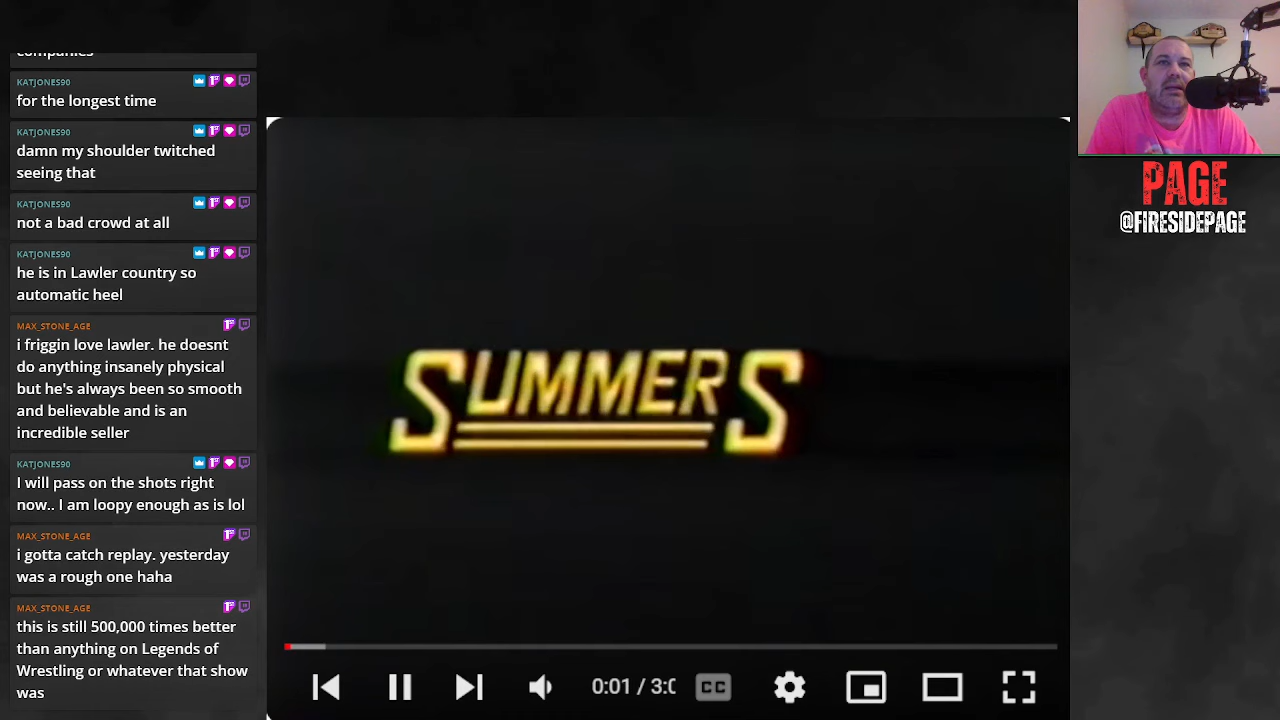 companies
KATJONES90
for the longest time
KATJONES90
damn my shoulder twitched
seeing that
KATJONES90
not a bad crowd at all
KATJONES90
he is in Lawler country so
automatic heel
MAX_STONE_AGE
i friggin love lawler. he doesnt
do anything insanely physical
but he's always been so smooth
and believable and is an
incredible seller
KATJONES90
I will pass on the shots right
now.. I am loopy enough as is lol
MAX_STONE_AGE
i gotta catch replay. yesterday
was a rough one haha
MAX_STONE_AGE
this is still 500,000 times better
than anything on Legends of
Wrestling or whatever that show
was
SUMMERS
0:01 / 3:0
CC
PAGE
@FIRESIDEPAGE